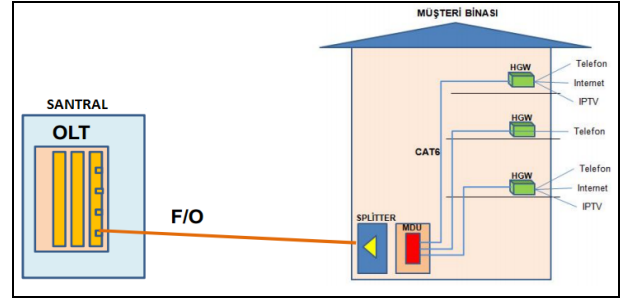 MÜŞTERİ BİNASI
SANTRAL
OLT
F/O
HGW
Telefon
Internet
IPTV
HGW
Telefon
CAT6
HGW
Telefon
Internet
IPTV
SPLİTTER
MDU